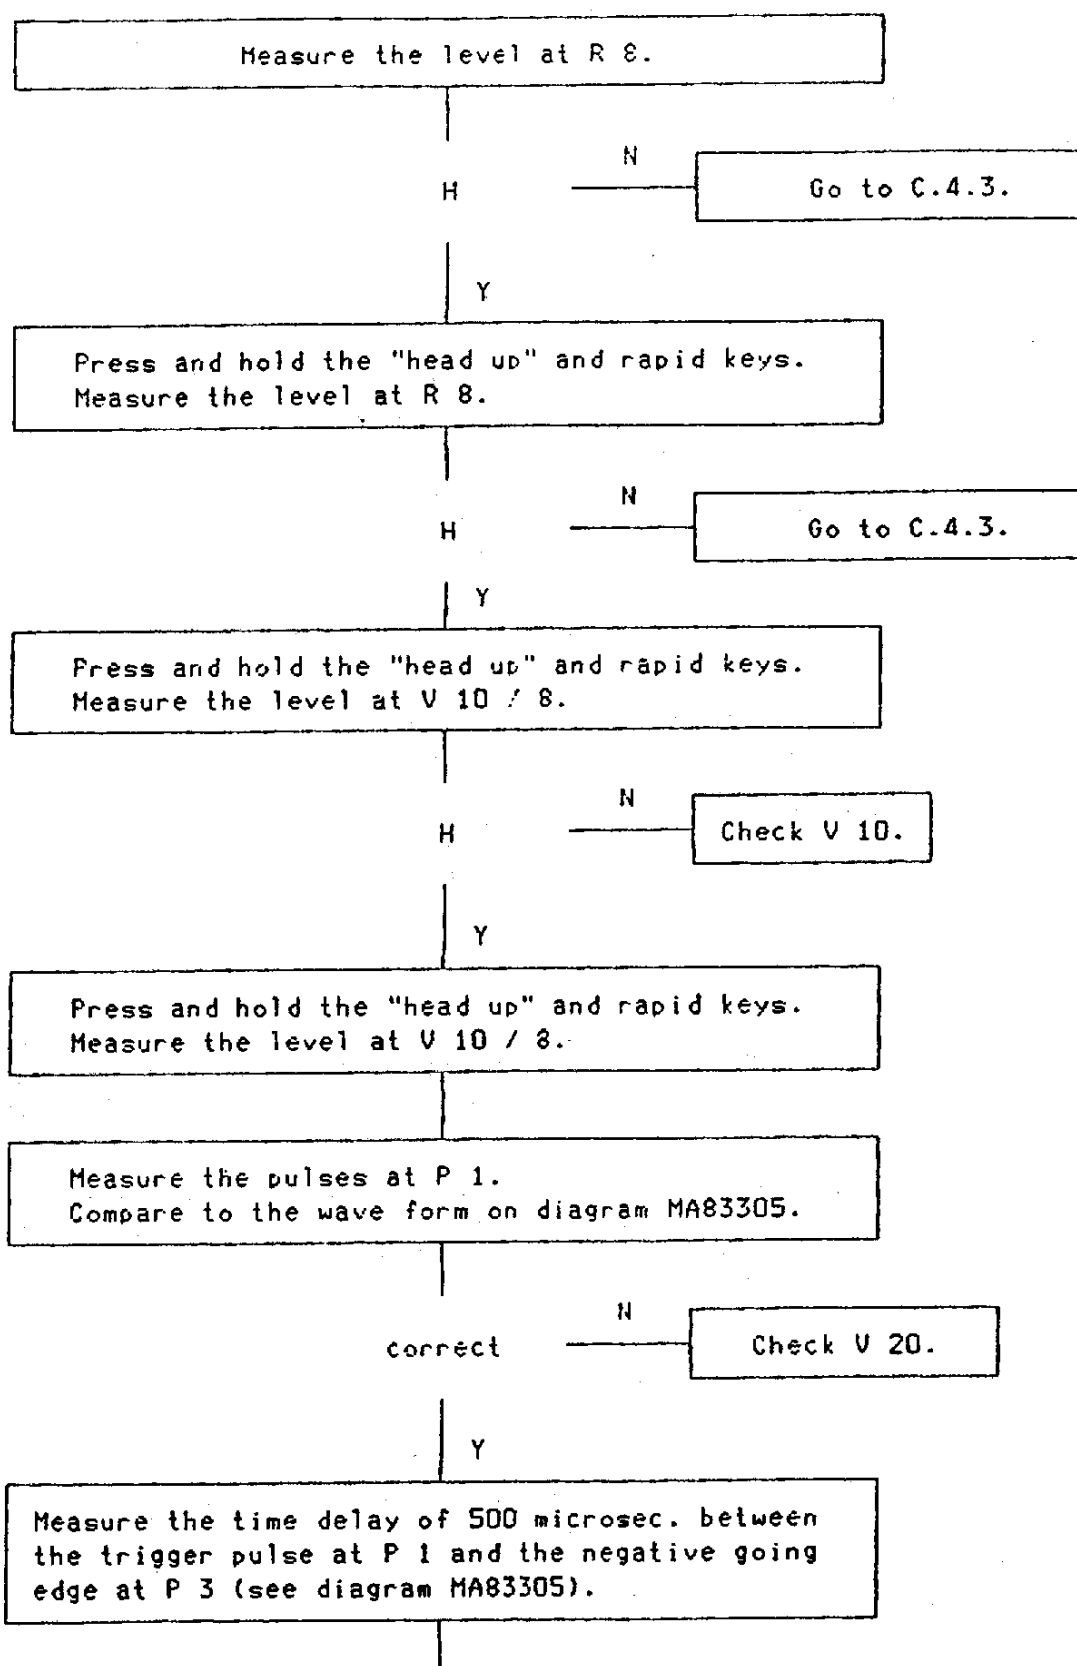 Measure the level at R 8.
N
H
Go to C.4.3.
Y
Press and hold the "head up" and rapid keys.
Measure the level at R 8.
N
H
Go to C.4.3.
Y
Press and hold the "head up" and rapid keys.
Measure the level at V 10 / 8.
N
H
Check V 10.
Y
Press and hold the "head up" and rapid keys.
Measure the level at V 10 / 8.
Measure the pulses at P 1.
Compare to the wave form on diagram MA83305.
N
correct
Check V 20.
Y
Measure the time delay of 500 microsec. between
the trigger pulse at P 1 and the negative going
edge at P 3 (see diagram MA83305).